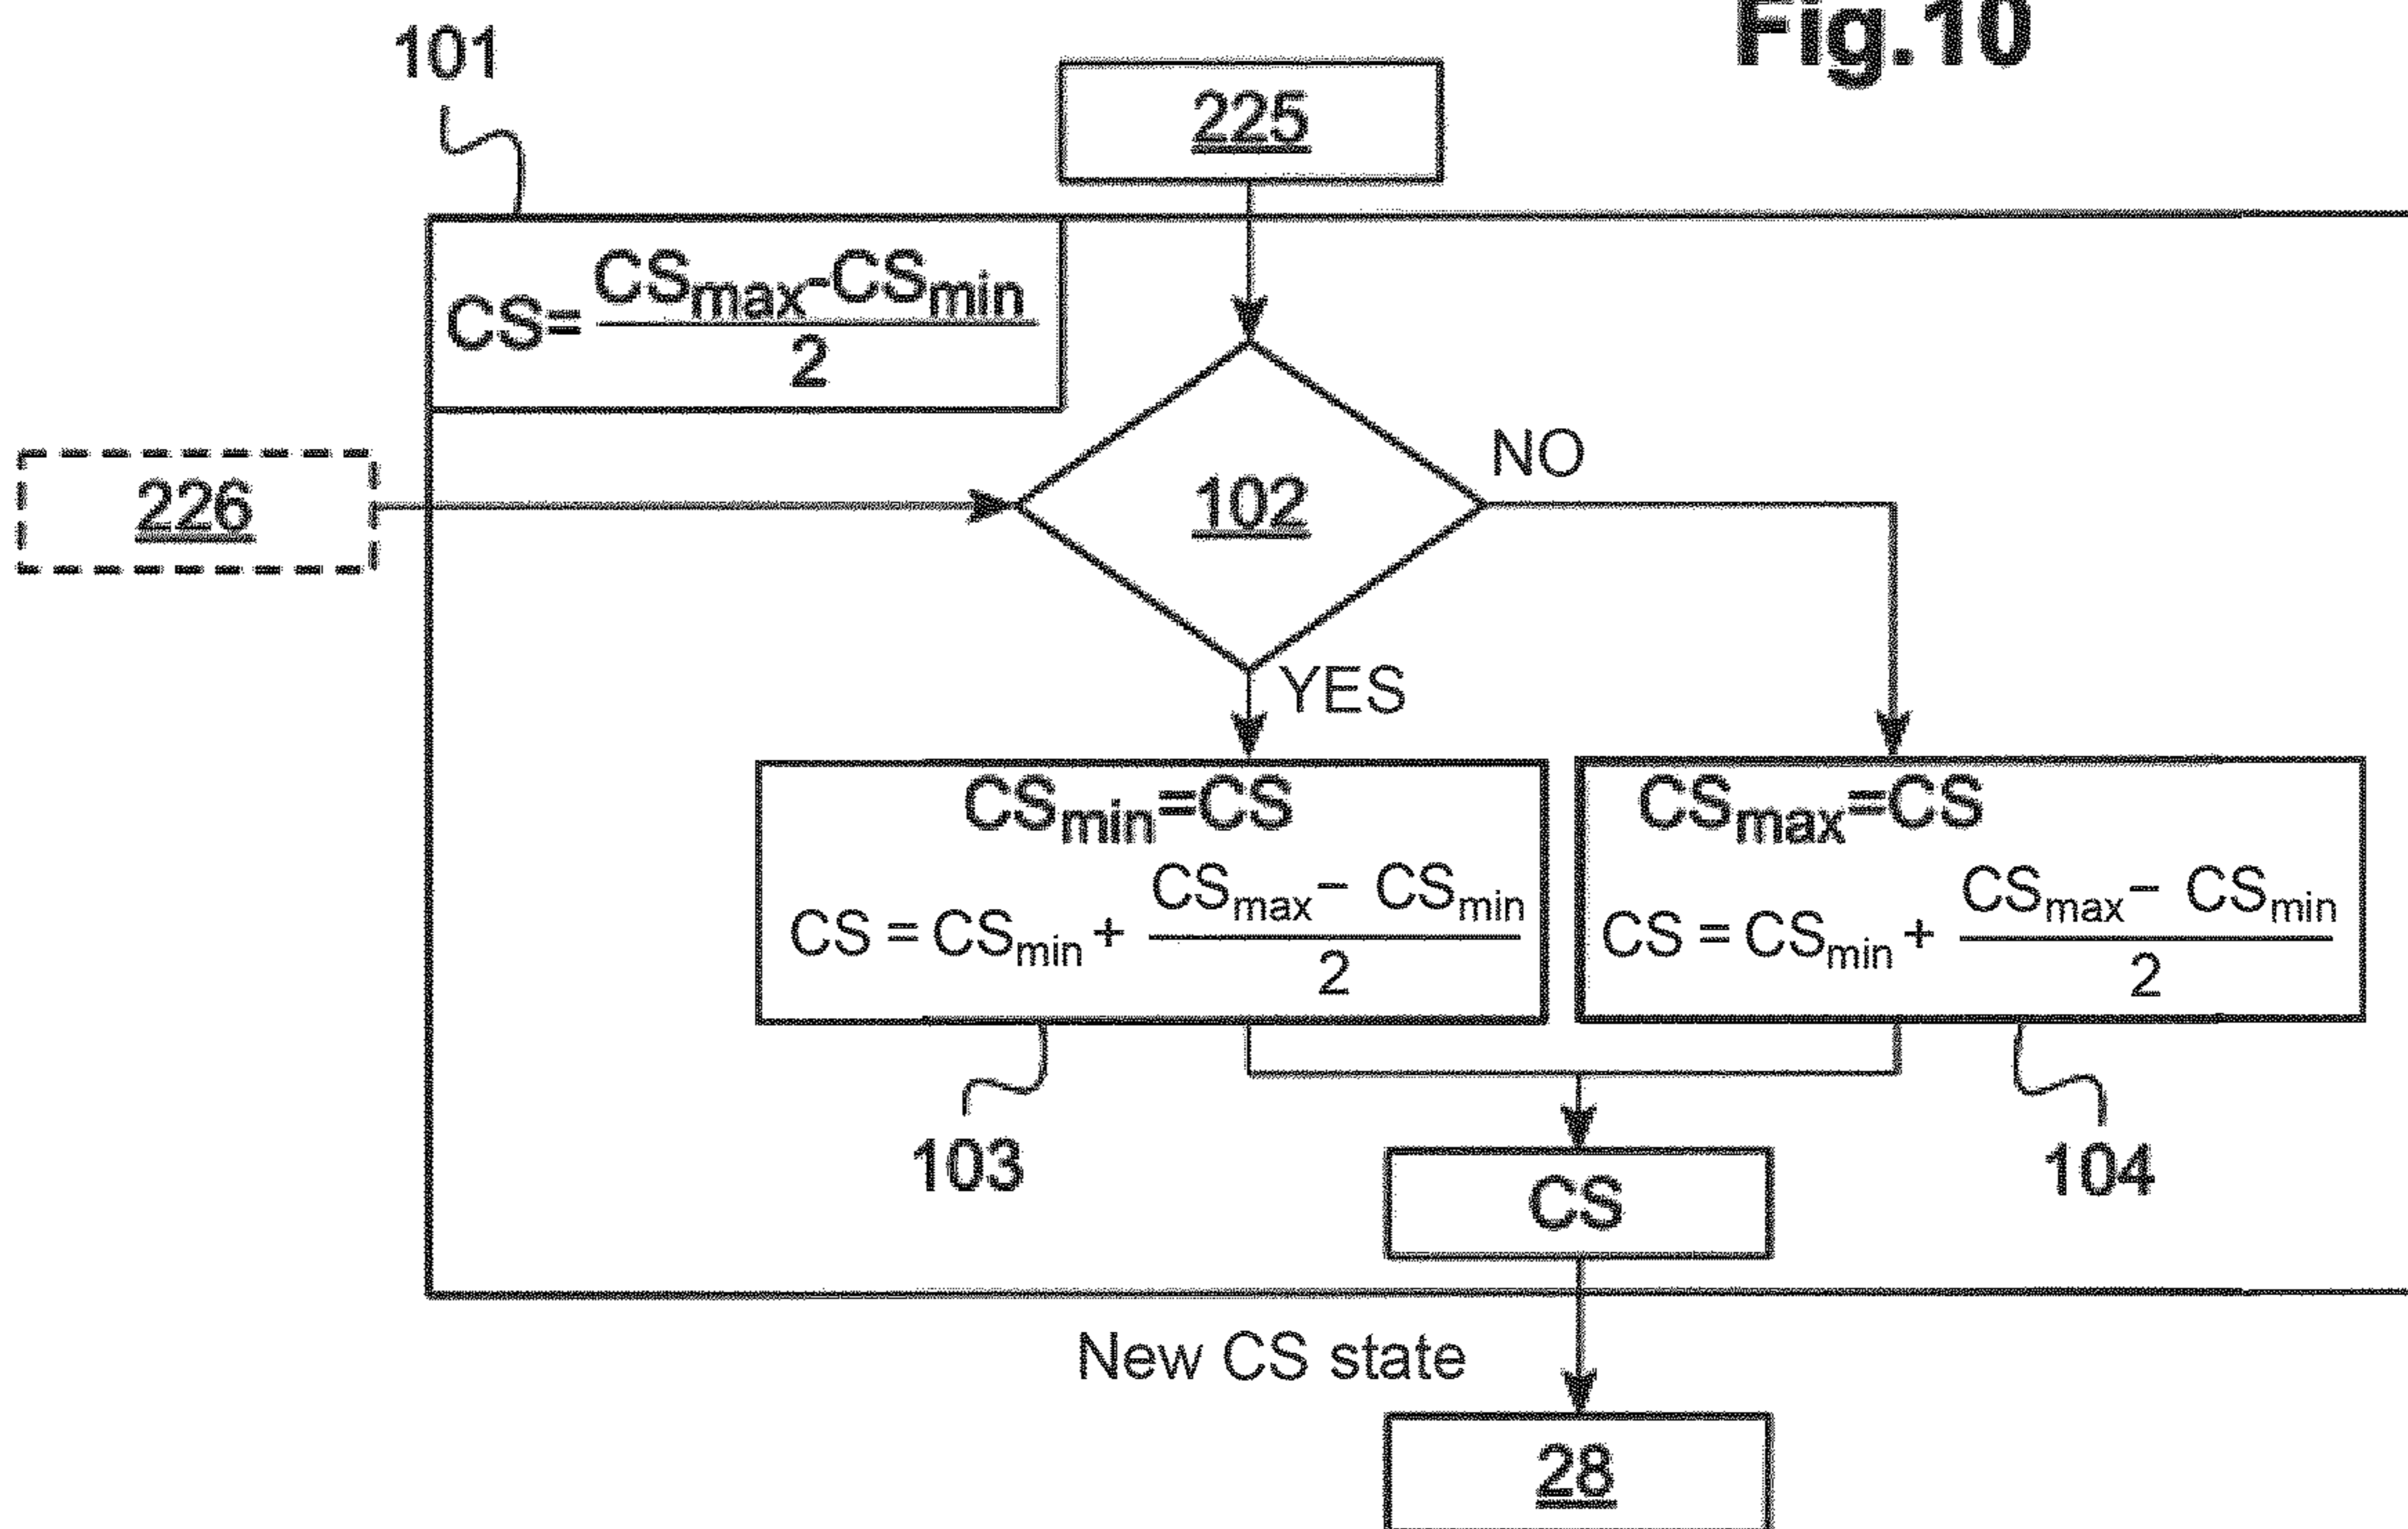 Fig.10
101
225
CS= CSmax-CSmin / 2
226
102
NO
YES
CSmin=CS
CS = CSmin + CSmax – CSmin / 2
CSmax=CS
CS = CSmin + CSmax – CSmin / 2
103
104
CS
New CS state
28